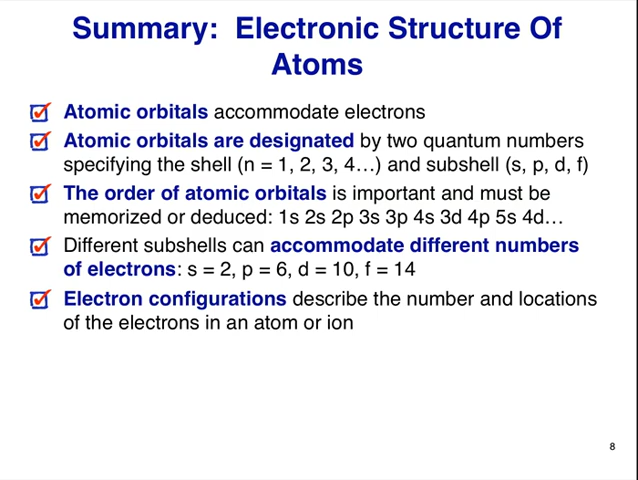 Summary: Electronic Structure Of
Atoms
Atomic orbitals accommodate electrons
Atomic orbitals are designated by two quantum numbers
specifying the shell (n = 1, 2, 3, 4…) and subshell (s, p, d, f)
The order of atomic orbitals is important and must be
memorized or deduced: 1s 2s 2p 3s 3p 4s 3d 4p 5s 4d…
Different subshells can accommodate different numbers
of electrons: s = 2, p = 6, d = 10, f = 14
Electron configurations describe the number and locations
of the electrons in an atom or ion
8